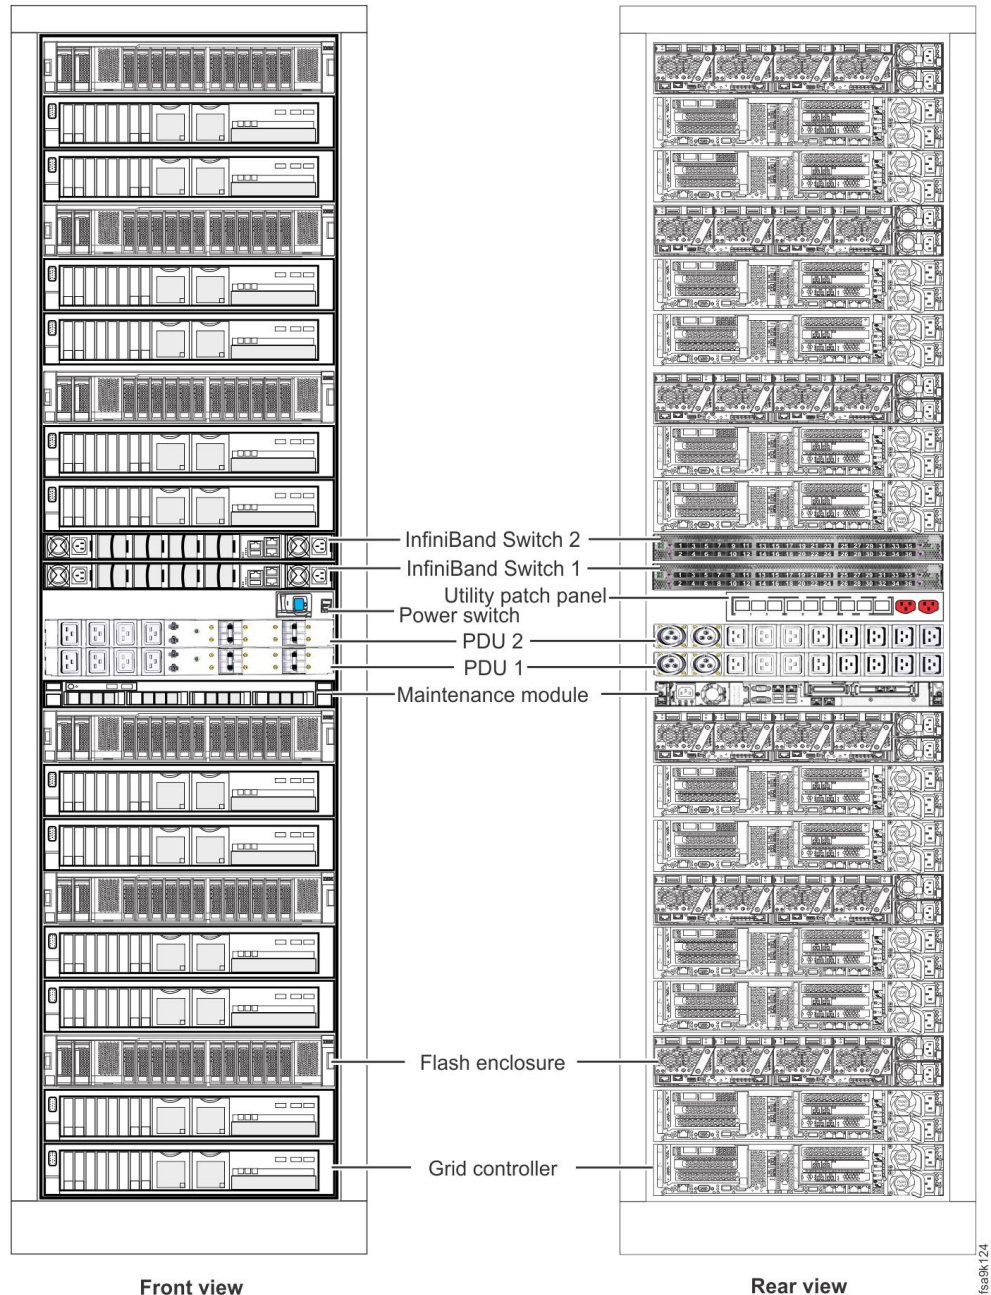 InfiniBand Switch 2
InfiniBand Switch 1
Utility patch panel
Power switch
PDU 2
PDU 1
Maintenance module
Flash enclosure
Grid controller
Front view
Rear view
fsa9k124